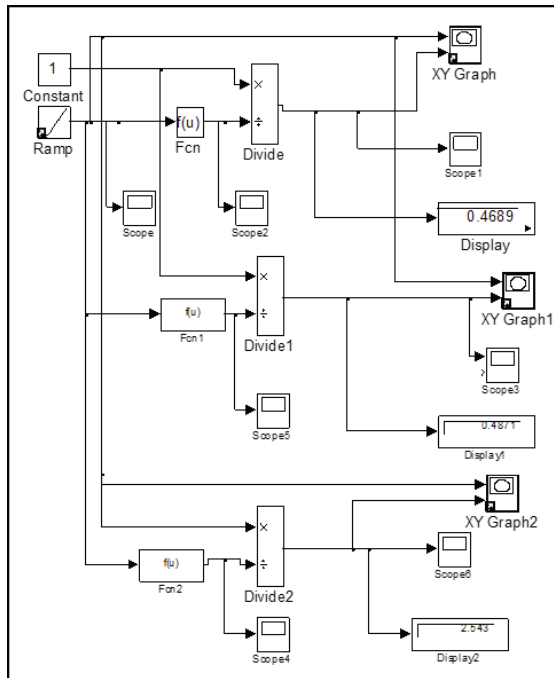 XY Graph
1
Constant
×
÷
f(u)
Ramp
Fcn
Divide
Scope1
Scope
Scope2
0.4689
Display
×
÷
f(u)
Fcn1
Divide1
XY Graph1
Scope3
Scope5
0.4871
Display1
XY Graph2
×
÷
f(u)
Fcn2
Divide2
Scope6
Scope4
2.543
Display2